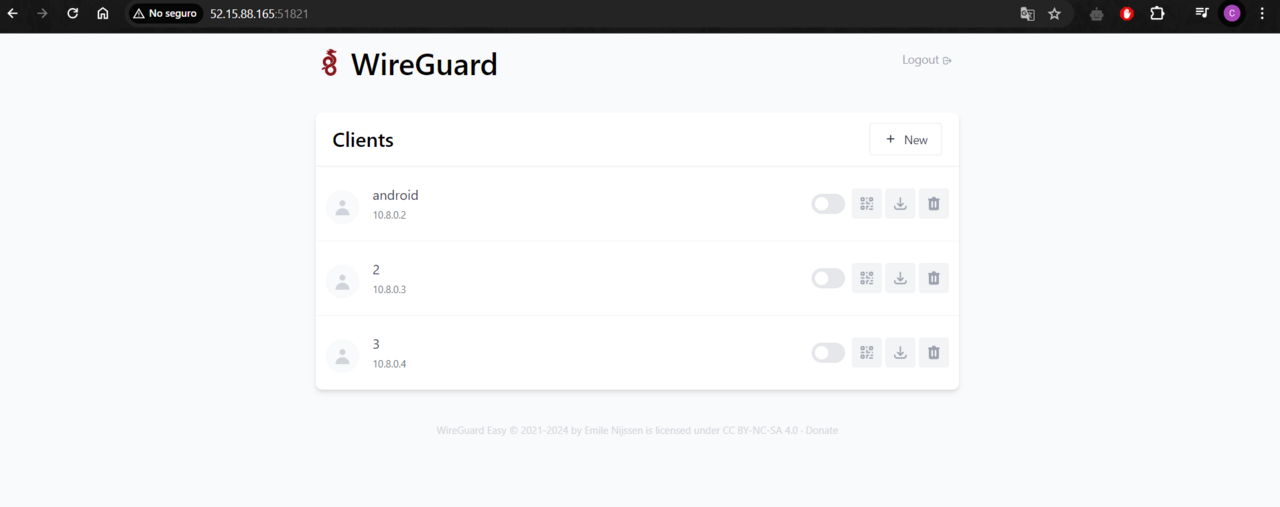 No seguro 52.15.88.165:51821
C
WireGuard
Logout
Clients
+ New
android
10.8.0.2
2
10.8.0.3
3
10.8.0.4
WireGuard Easy © 2021-2024 by Emile Nijssen is licensed under CC BY-NC-SA 4.0 · Donate